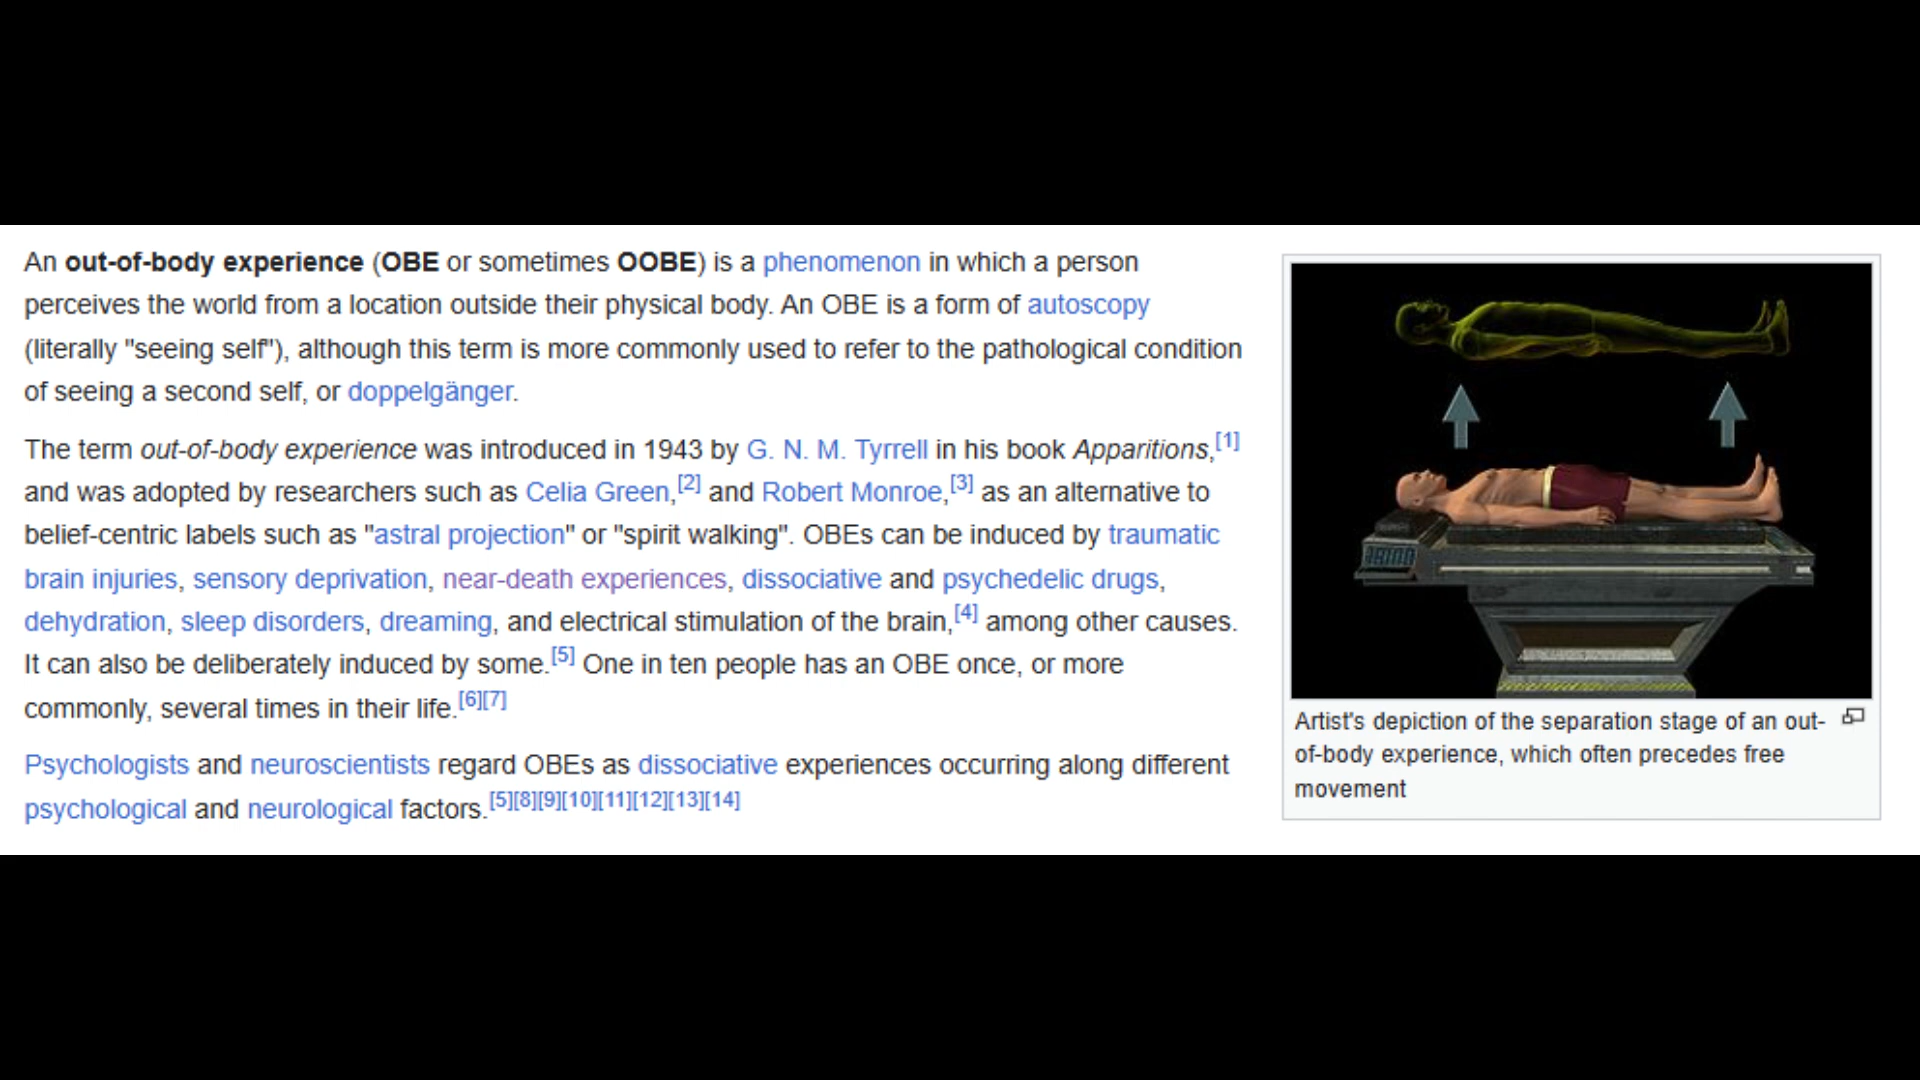 An out-of-body experience (OBE or sometimes OOBE) is a phenomenon in which a person
perceives the world from a location outside their physical body. An OBE is a form of autoscopy
(literally "seeing self"), although this term is more commonly used to refer to the pathological condition
of seeing a second self, or doppelgänger.
The term out-of-body experience was introduced in 1943 by G. N. M. Tyrrell in his book Apparitions,[1]
and was adopted by researchers such as Celia Green,[2] and Robert Monroe,[3] as an alternative to
belief-centric labels such as "astral projection" or "spirit walking". OBEs can be induced by traumatic
brain injuries, sensory deprivation, near-death experiences, dissociative and psychedelic drugs,
dehydration, sleep disorders, dreaming, and electrical stimulation of the brain,[4] among other causes.
It can also be deliberately induced by some.[5] One in ten people has an OBE once, or more
commonly, several times in their life.[6][7]
Psychologists and neuroscientists regard OBEs as dissociative experiences occurring along different
psychological and neurological factors.[5][8][9][10][11][12][13][14]
Artist's depiction of the separation stage of an out-
of-body experience, which often precedes free
movement